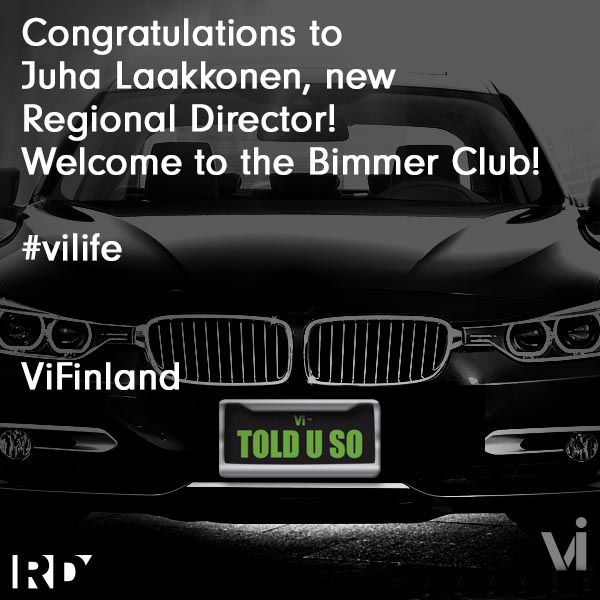 Congratulations to
Juha Laakkonen, new
Regional Director!
Welcome to the Bimmer Club!
#vilife
ViFinland
Vi
TOLD U SO
RD
vi